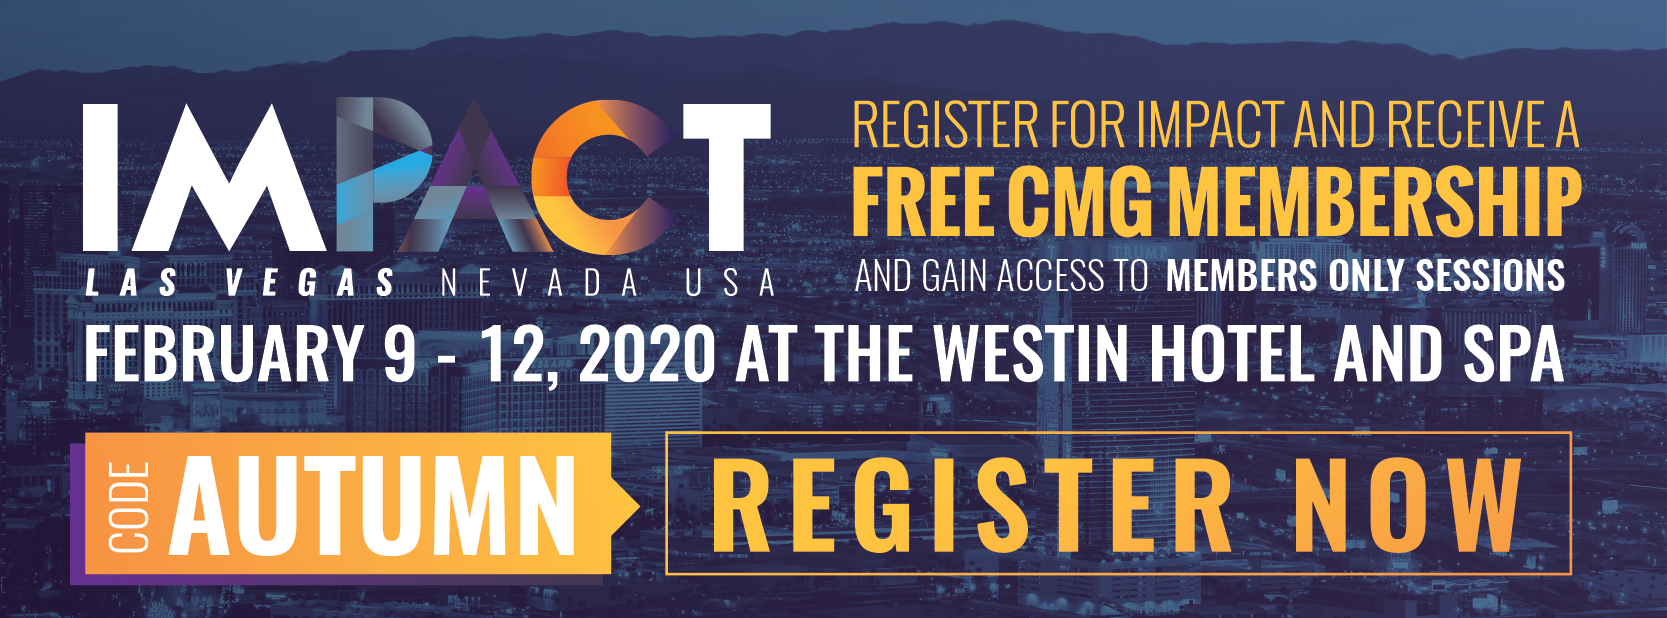 IMPACT
LAS VEGAS NEVADA USA
REGISTER FOR IMPACT AND RECEIVE A
FREE CMG MEMBERSHIP
AND GAIN ACCESS TO MEMBERS ONLY SESSIONS
FEBRUARY 9 - 12, 2020 AT THE WESTIN HOTEL AND SPA
CODE AUTUMN
REGISTER NOW